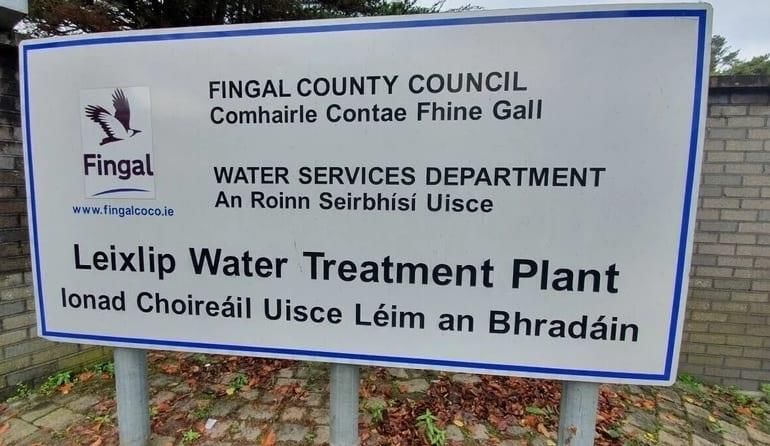 FINGAL COUNTY COUNCIL
Comhairle Contae Fhine Gall
Fingal
www.fingalcoco.ie
WATER SERVICES DEPARTMENT
An Roinn Seirbhísí Uisce
Leixlip Water Treatment Plant
Ionad Choireáil Uisce Léim an Bhradáin